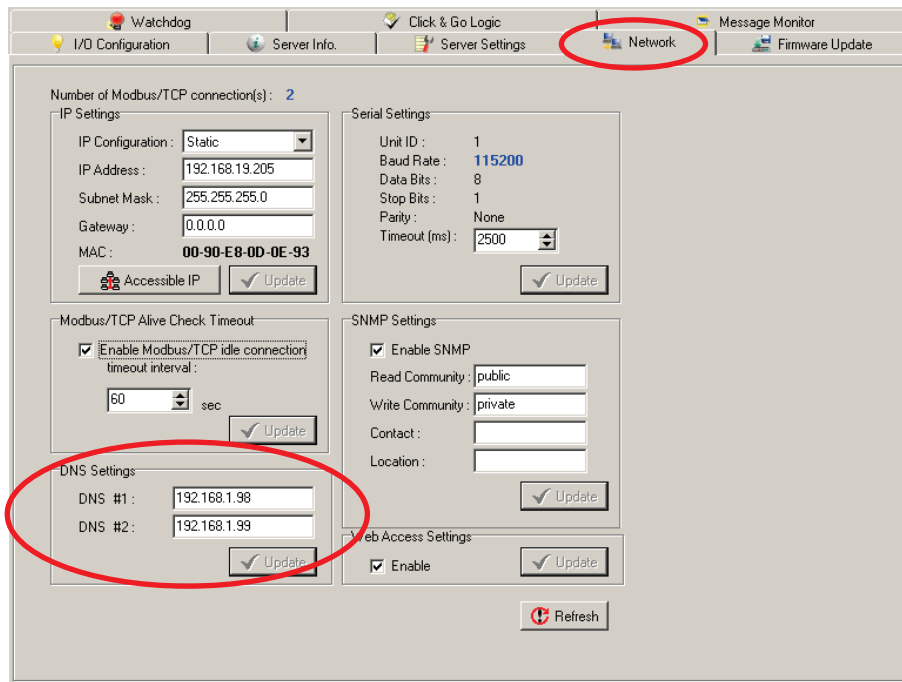 Watchdog
Click & Go Logic
Message Monitor
I/O Configuration
Server Info.
Server Settings
Network
Firmware Update
Number of Modbus/TCP connection(s) : 2
IP Settings
IP Configuration : Static
IP Address : 192.168.19.205
Subnet Mask : 255.255.255.0
Gateway : 0.0.0.0
MAC : 00-90-E8-0D-0E-93
Accessible IP
Update
Serial Settings
Unit ID : 1
Baud Rate : 115200
Data Bits : 8
Stop Bits : 1
Parity : None
Timeout (ms) : 2500
Update
Modbus/TCP Alive Check Timeout
Enable Modbus/TCP idle connection
timeout interval :
60 sec
Update
SNMP Settings
Enable SNMP
Read Community : public
Write Community : private
Contact :
Location :
Update
DNS Settings
DNS #1 : 192.168.1.98
DNS #2 : 192.168.1.99
Update
Web Access Settings
Enable
Update
Refresh